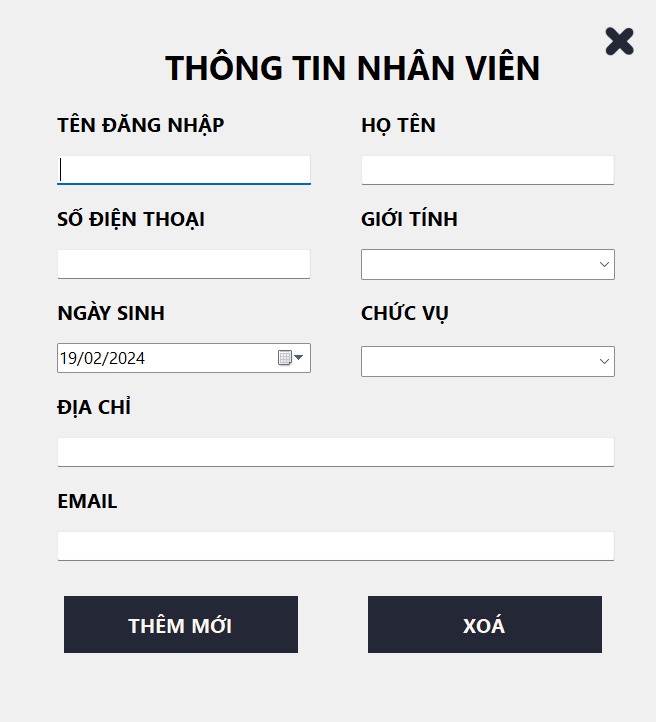 THÔNG TIN NHÂN VIÊN
TÊN ĐĂNG NHẬP
HỌ TÊN
SỐ ĐIỆN THOẠI
GIỚI TÍNH
NGÀY SINH
CHỨC VỤ
19/02/2024
ĐỊA CHỈ
EMAIL
THÊM MỚI
XOÁ